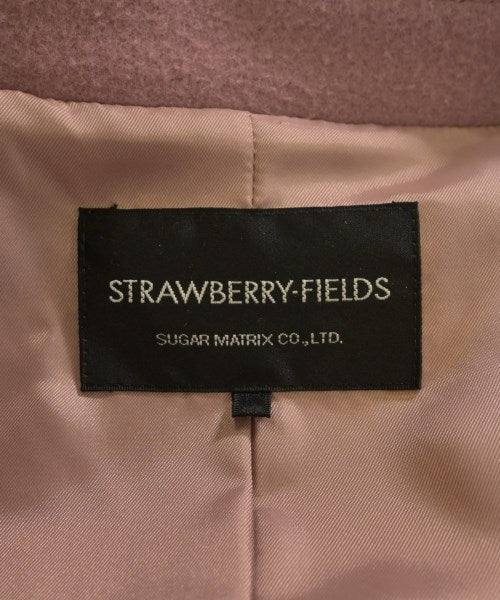 STRAWBERRY-FIELDS
SUGAR MATRIX CO.,LTD.